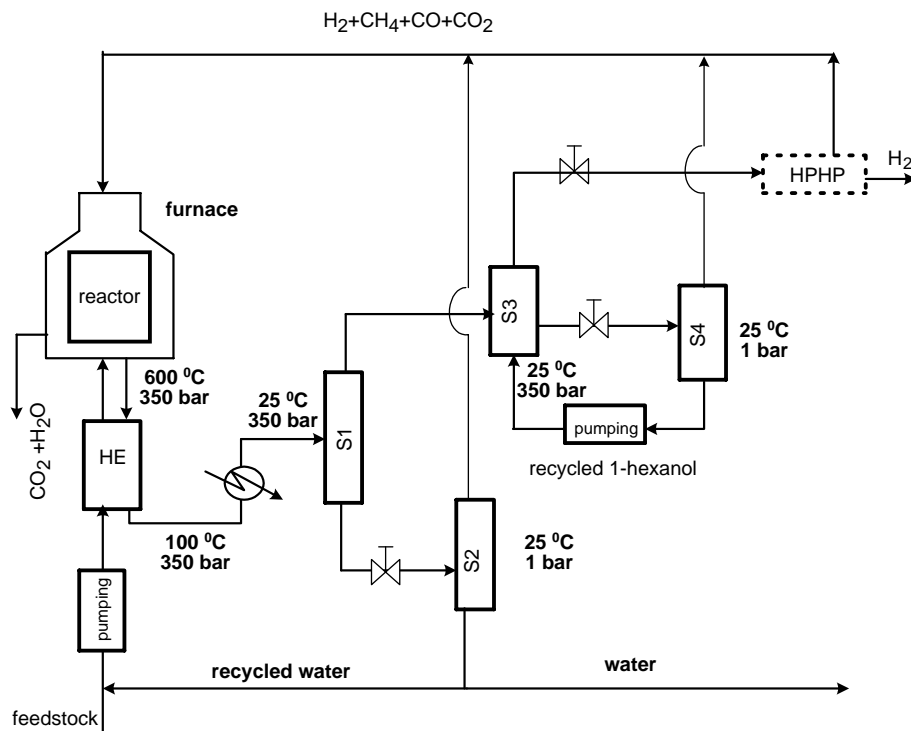 H₂+CH₄+CO+CO₂
H₂
HPHP
furnace
reactor
S3
S4
25 ⁰C
1 bar
600 ⁰C
350 bar
25 ⁰C
350 bar
25 ⁰C
350 bar
pumping
recycled 1-hexanol
CO₂ +H₂O
HE
S1
100 ⁰C
350 bar
S2
25 ⁰C
1 bar
pumping
recycled water
water
feedstock